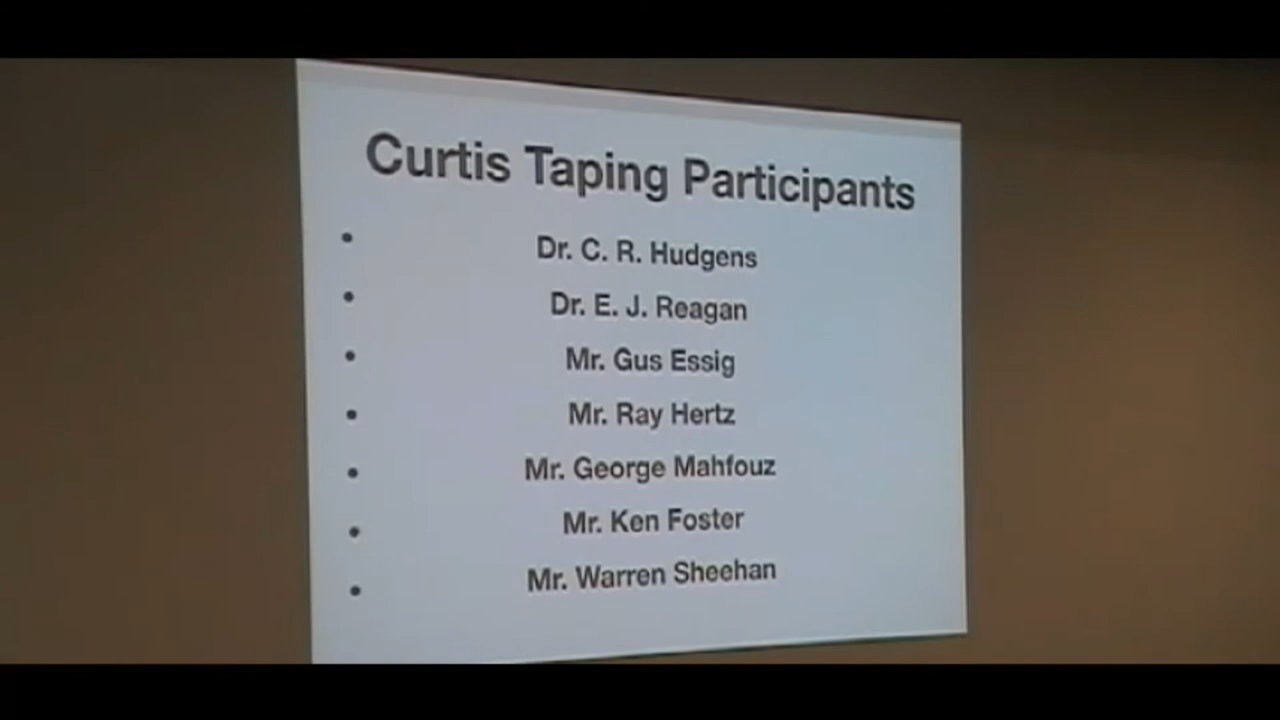 Curtis Taping Participants
• Dr. C. R. Hudgens
• Dr. E. J. Reagan
• Mr. Gus Essig
• Mr. Ray Hertz
• Mr. George Mahfouz
• Mr. Ken Foster
• Mr. Warren Sheehan